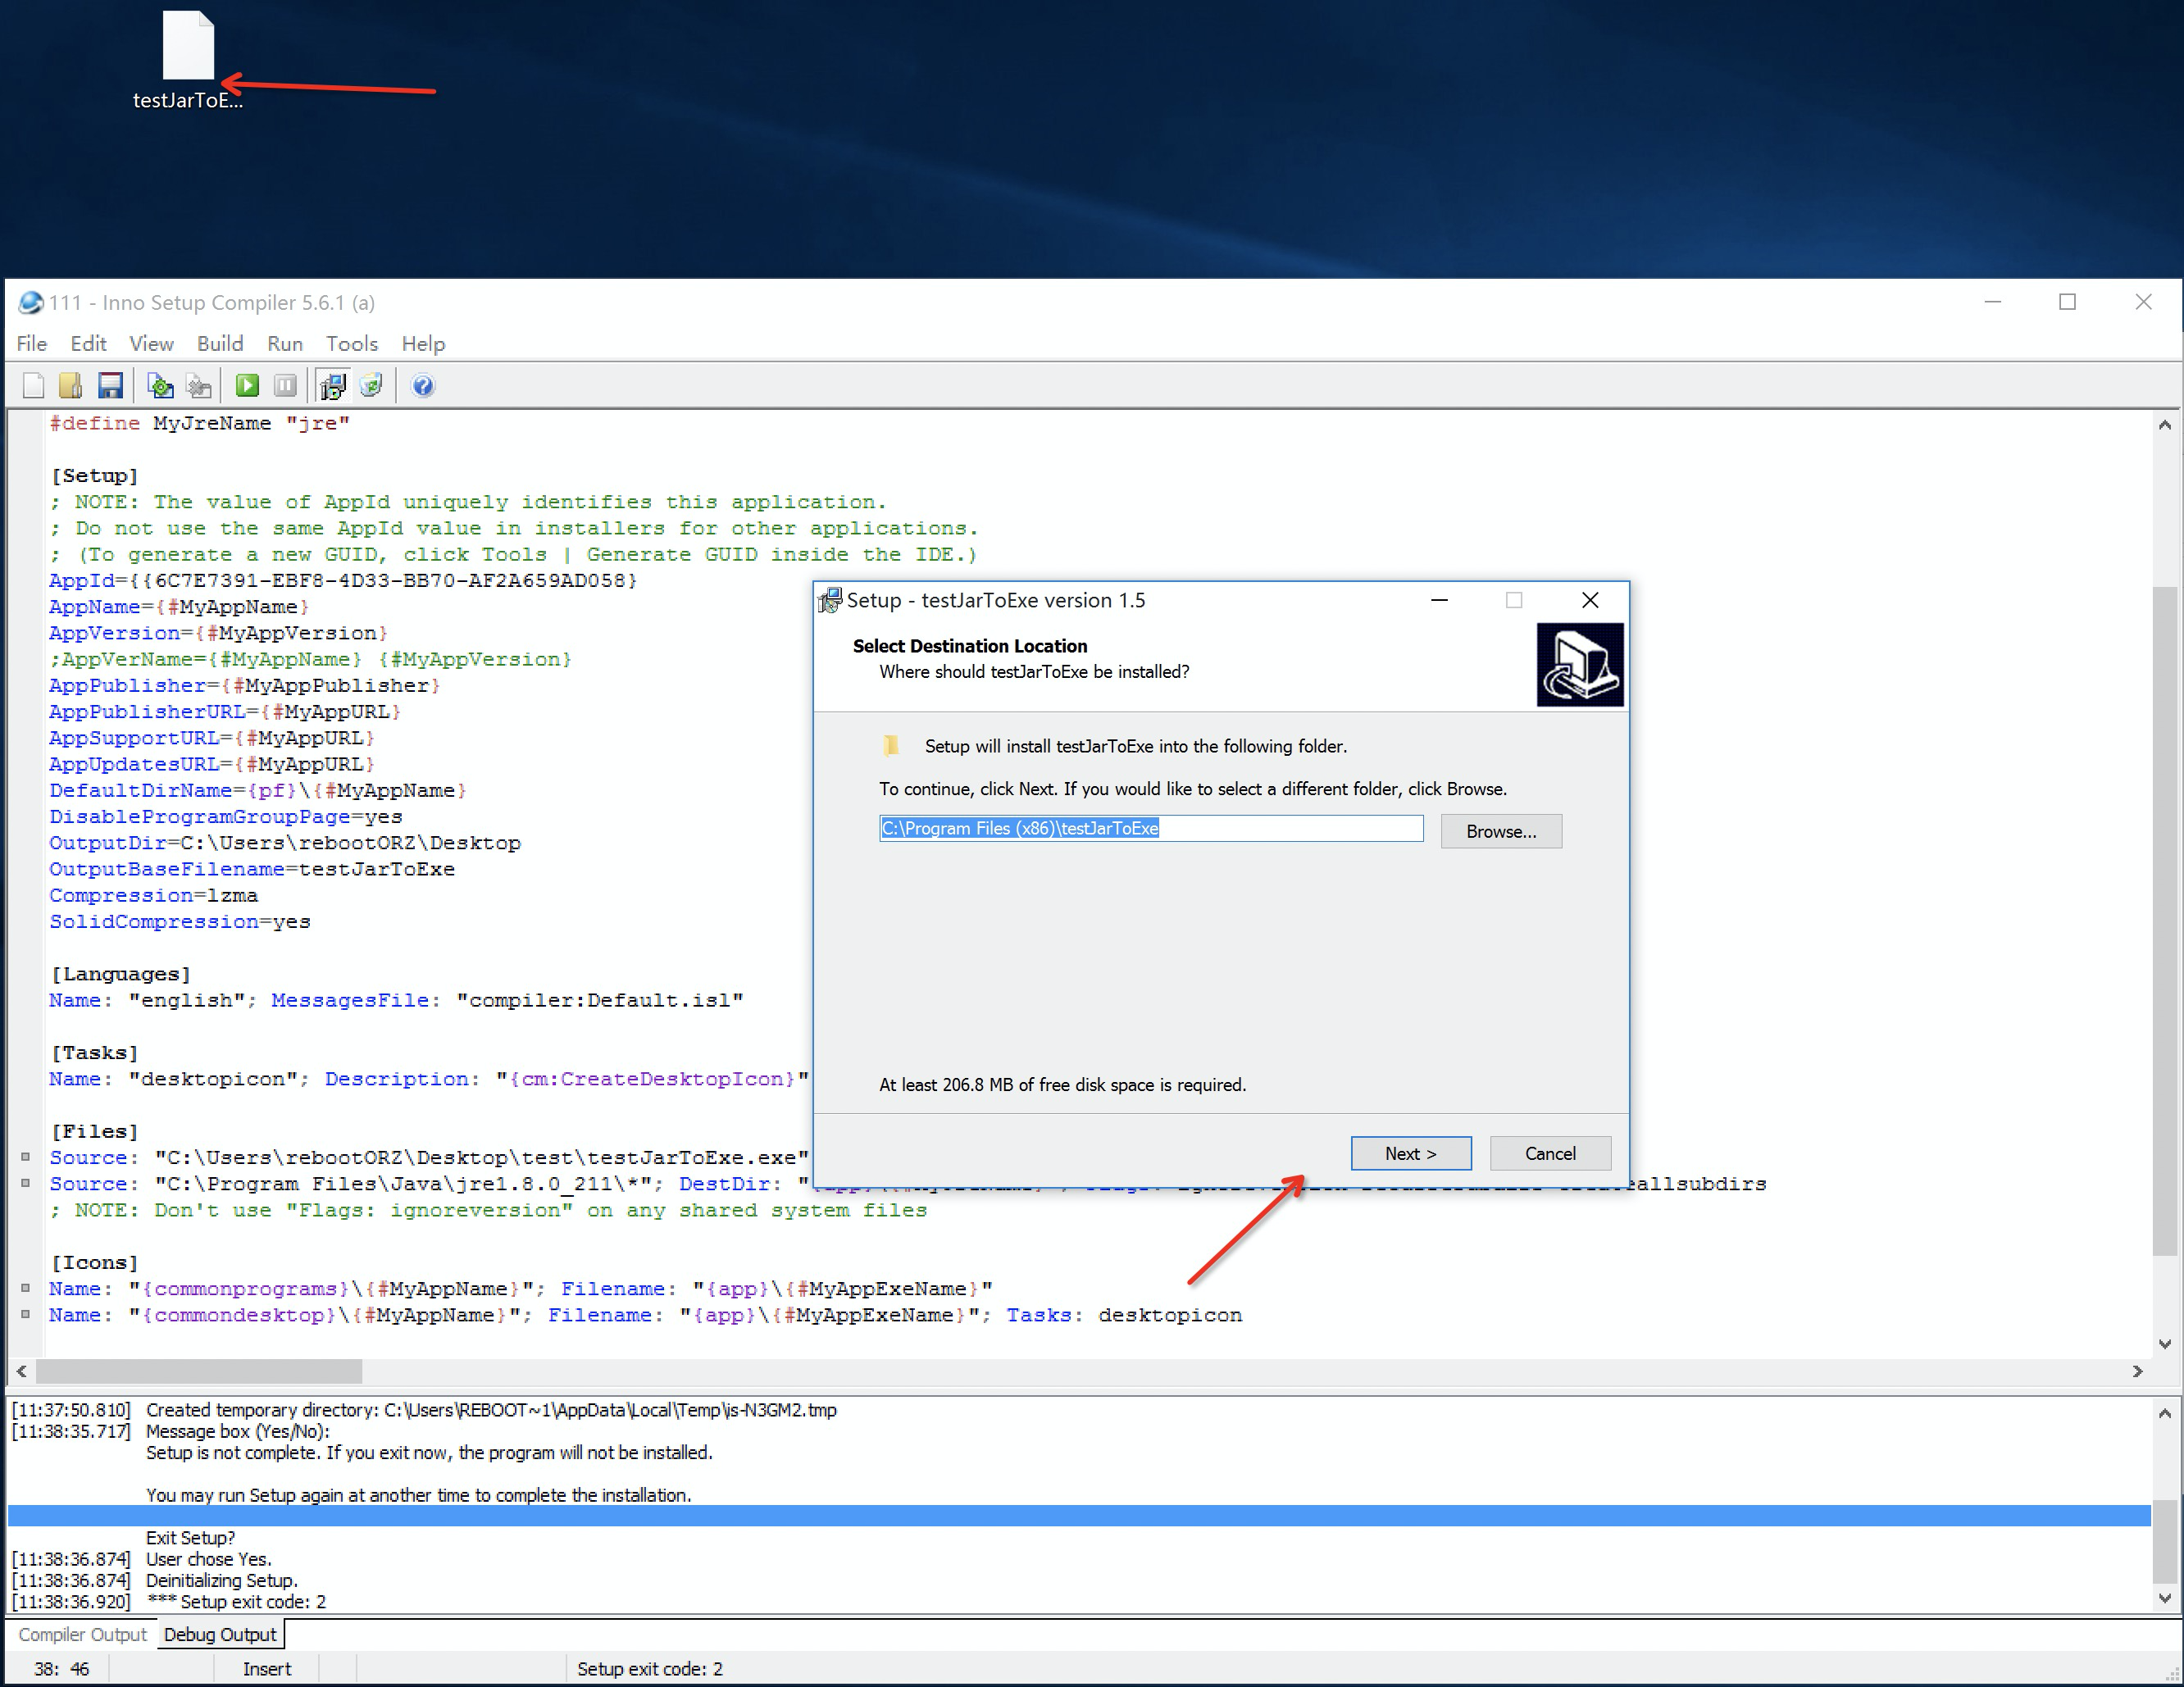 testJarToE...
111 - Inno Setup Compiler 5.6.1 (a)
File Edit View Build Run Tools Help
#define MyJreName "jre"
[Setup]
; NOTE: The value of AppId uniquely identifies this application.
; Do not use the same AppId value in installers for other applications.
; (To generate a new GUID, click Tools | Generate GUID inside the IDE.)
AppId={{6C7E7391-EBF8-4D33-BB70-AF2A659AD058}
AppName={#MyAppName}
AppVersion={#MyAppVersion}
;AppVerName={#MyAppName} {#MyAppVersion}
AppPublisher={#MyAppPublisher}
AppPublisherURL={#MyAppURL}
AppSupportURL={#MyAppURL}
AppUpdatesURL={#MyAppURL}
DefaultDirName={pf}\{#MyAppName}
DisableProgramGroupPage=yes
OutputDir=C:\Users\rebootORZ\Desktop
OutputBaseFilename=testJarToExe
Compression=lzma
SolidCompression=yes
[Languages]
Name: "english"; MessagesFile: "compiler:Default.isl"
[Tasks]
Name: "desktopicon"; Description: "{cm:CreateDesktopIcon}"
[Files]
Source: "C:\Users\rebootORZ\Desktop\test\testJarToExe.exe"
Source: "C:\Program Files\Java\jre1.8.0_211\*"; DestDir: " allsubdirs
; NOTE: Don't use "Flags: ignoreversion" on any shared system files
[Icons]
Name: "{commonprograms}\{#MyAppName}"; Filename: "{app}\{#MyAppExeName}"
Name: "{commondesktop}\{#MyAppName}"; Filename: "{app}\{#MyAppExeName}"; Tasks: desktopicon
Setup - testJarToExe version 1.5
Select Destination Location
Where should testJarToExe be installed?
Setup will install testJarToExe into the following folder.
To continue, click Next. If you would like to select a different folder, click Browse.
C:\Program Files (x86)\testJarToExe
Browse...
At least 206.8 MB of free disk space is required.
Next > Cancel
[11:37:50.810] Created temporary directory: C:\Users\REBOOT~1\AppData\Local\Temp\is-N3GM2.tmp
[11:38:35.717] Message box (Yes/No):
Setup is not complete. If you exit now, the program will not be installed.
You may run Setup again at another time to complete the installation.
Exit Setup?
[11:38:36.874] User chose Yes.
[11:38:36.874] Deinitializing Setup.
[11:38:36.920] *** Setup exit code: 2
Compiler Output Debug Output
38: 46 Insert Setup exit code: 2